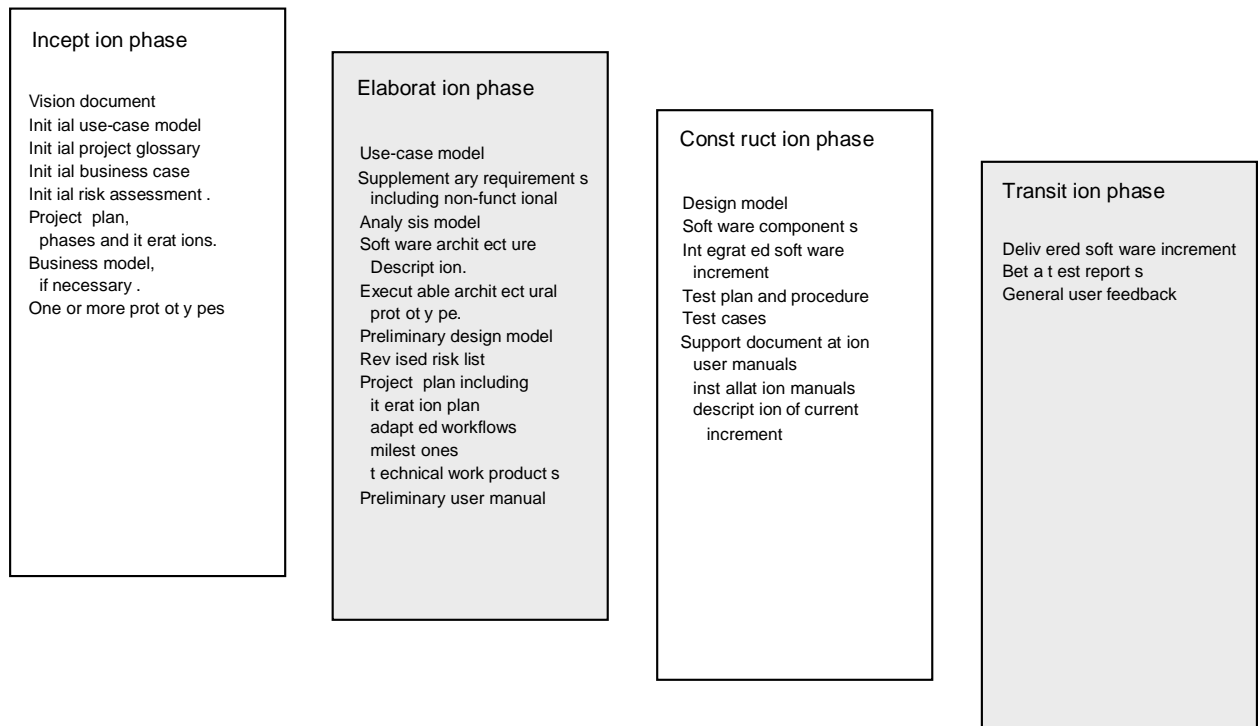 Inception phase
Vision document
Initial use-case model
Initial project glossary
Initial business case
Initial risk assessment.
Project plan,
phases and iterations.
Business model,
if necessary.
One or more prototypes
Elaboration phase
Use-case model
Supplementary requirements
including non-functional
Analysis model
Software architecture
Description.
Executable architectural
prototype.
Preliminary design model
Revised risk list
Project plan including
iteration plan
adapted workflows
milestones
technical work products
Preliminary user manual
Construction phase
Design model
Software components
Integrated software
increment
Test plan and procedure
Test cases
Support documentation
user manuals
installation manuals
description of current
increment
Transition phase
Delivered software increment
Beta test reports
General user feedback